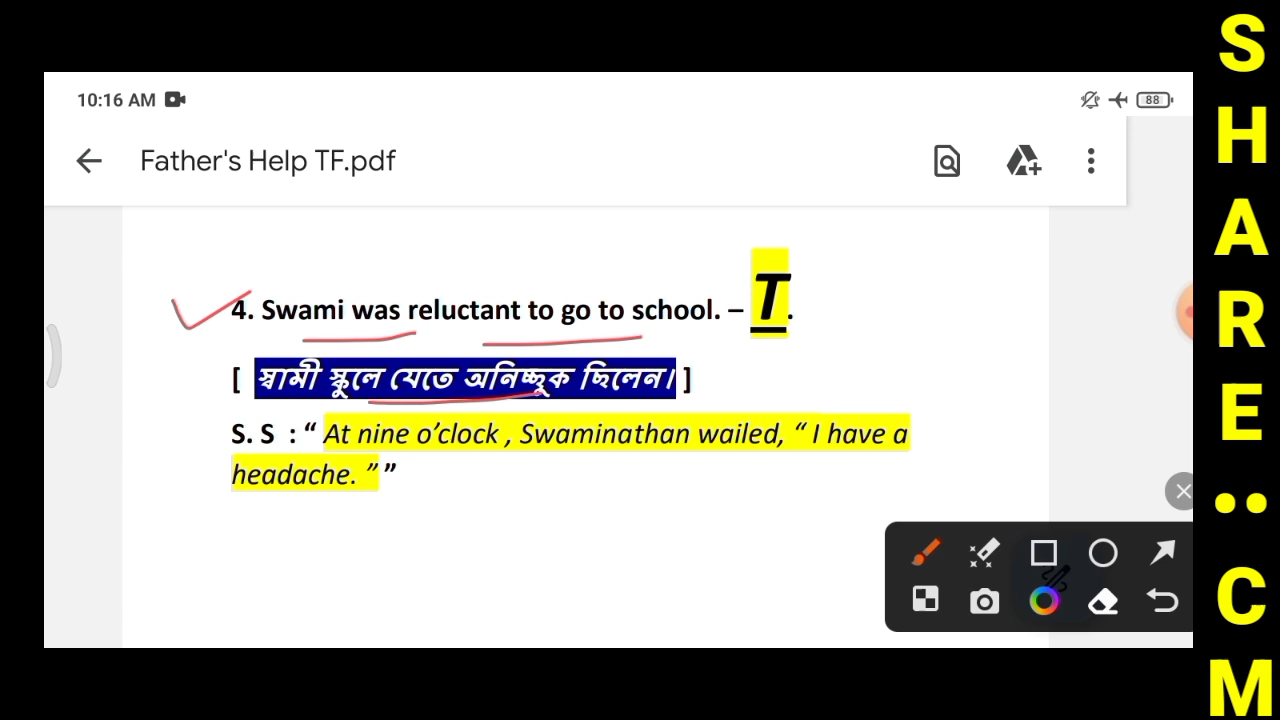 10:16 AM
88
Father's Help TF.pdf
4. Swami was reluctant to go to school. – T.
[ স্বামী স্কুলে যেতে অনিচ্ছুক ছিলেন। ]
S. S : “ At nine o’clock , Swaminathan wailed, “ I have a
headache. ” ”
S
H
A
R
E
••
C
M